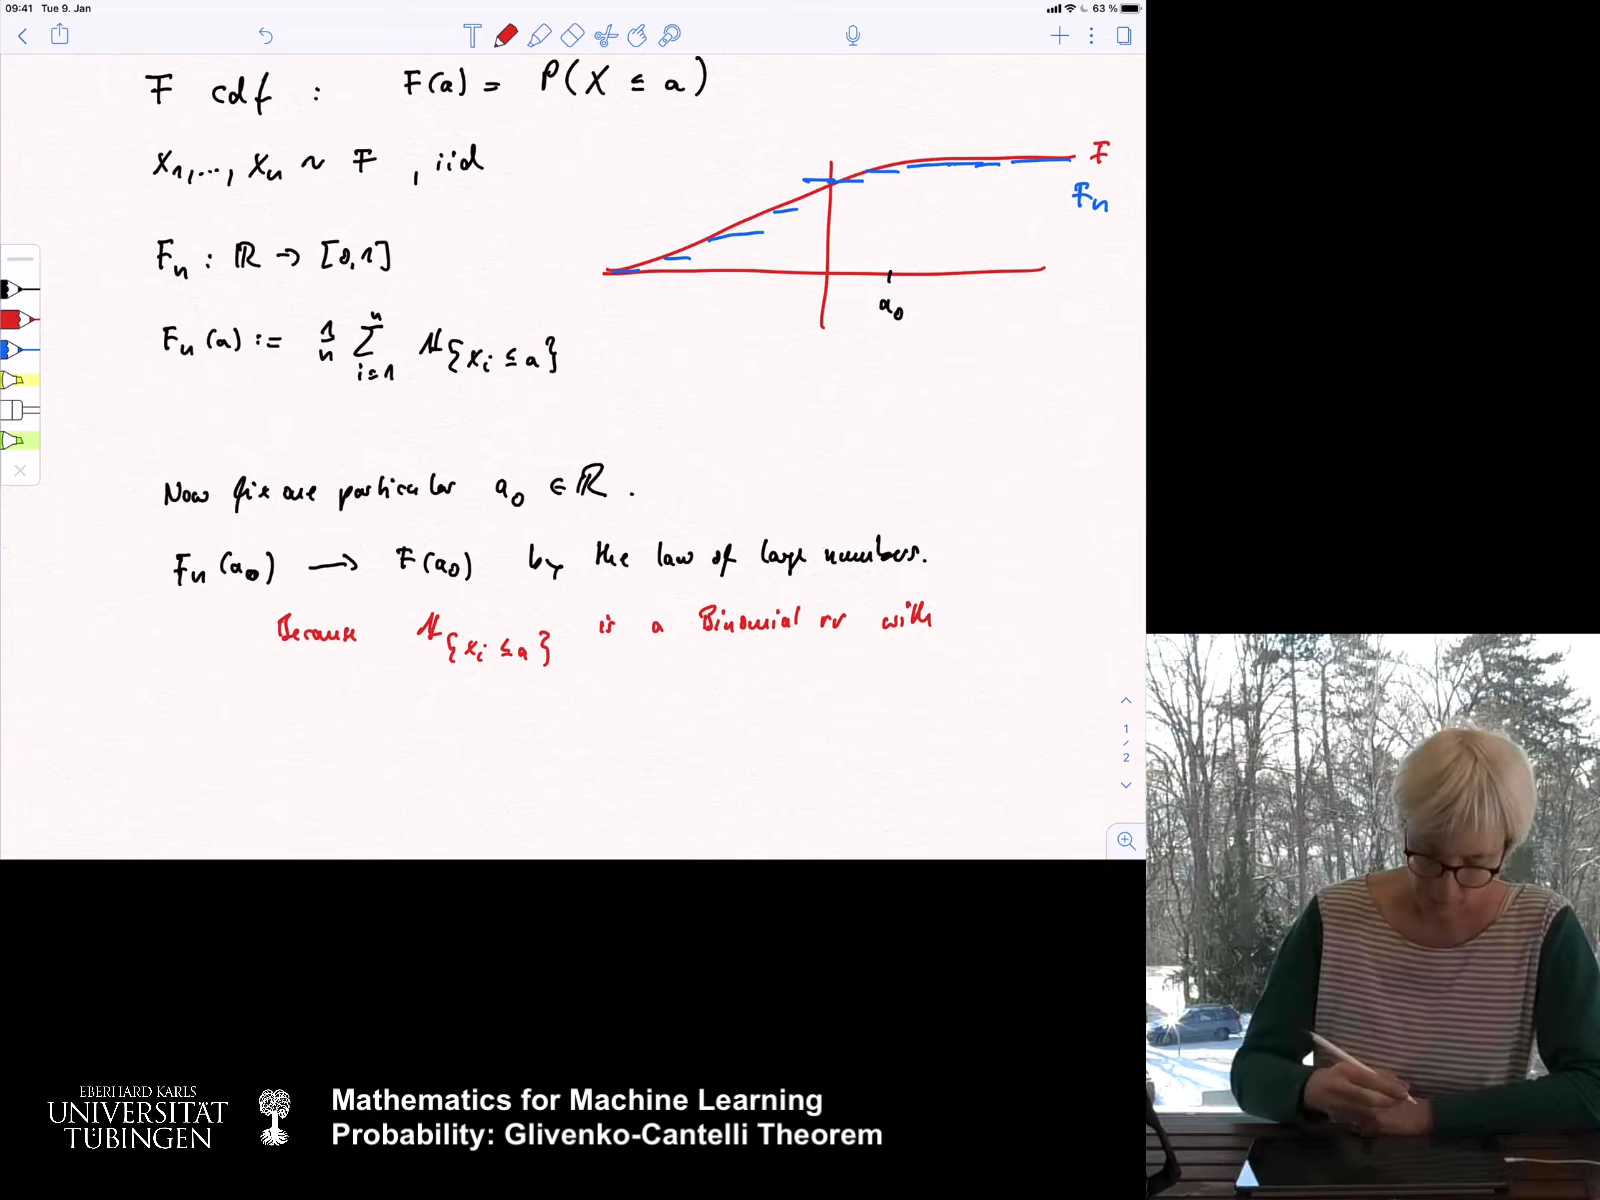 09:41 Tue 9. Jan
63 %
F cdf : F(a) = P(X ≤ a)
X₁,..., Xₙ ~ F , iid
F
Fₙ
Fₙ : ℝ → [0,1]
a₀
Fₙ(a) := 1/n ∑ᵢ₌₁ⁿ 𝟙{Xᵢ ≤ a}
Now fix one particular a₀ ∈ ℝ .
Fₙ(a₀) → F(a₀) by the law of large numbers.
Because 𝟙{Xᵢ ≤ a} is a Binomial rv with
1
/
2
EBERHARD KARLS
UNIVERSITÄT
TÜBINGEN
Mathematics for Machine Learning
Probability: Glivenko-Cantelli Theorem